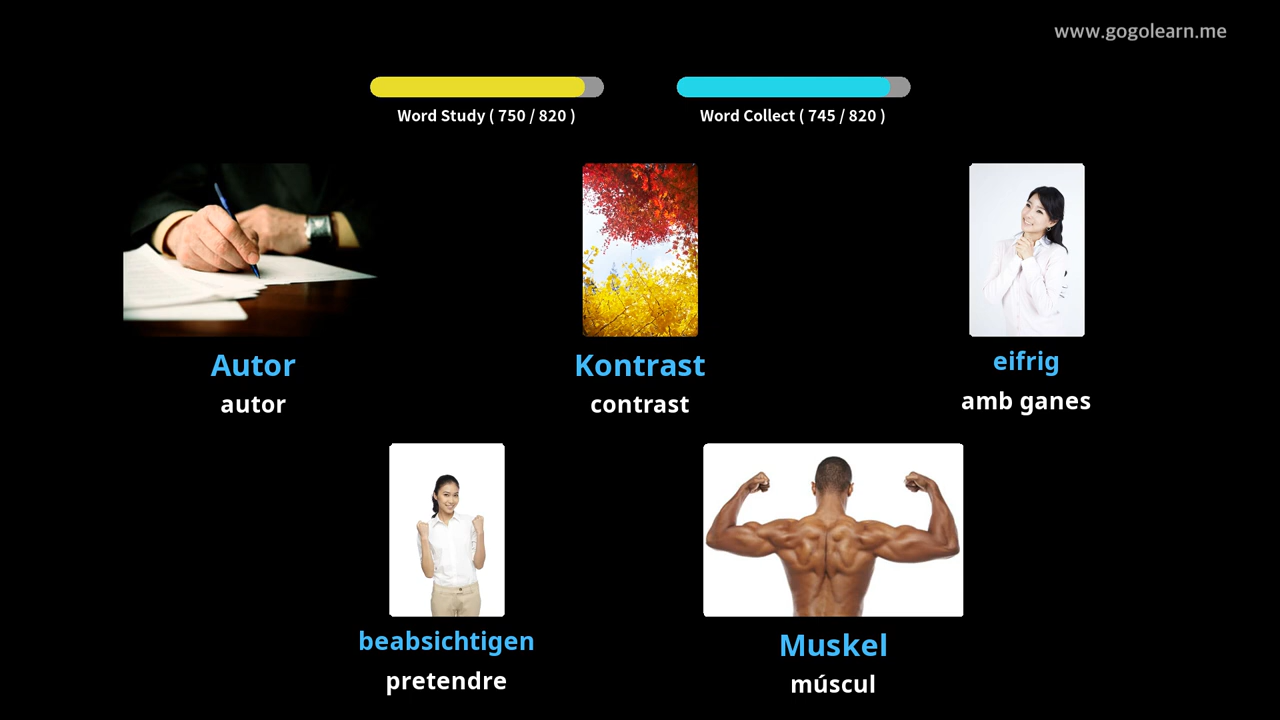 www.gogolearn.me
Word Study ( 750 / 820 )
Word Collect ( 745 / 820 )
Autor
autor
Kontrast
contrast
eifrig
amb ganes
beabsichtigen
pretendre
Muskel
múscul